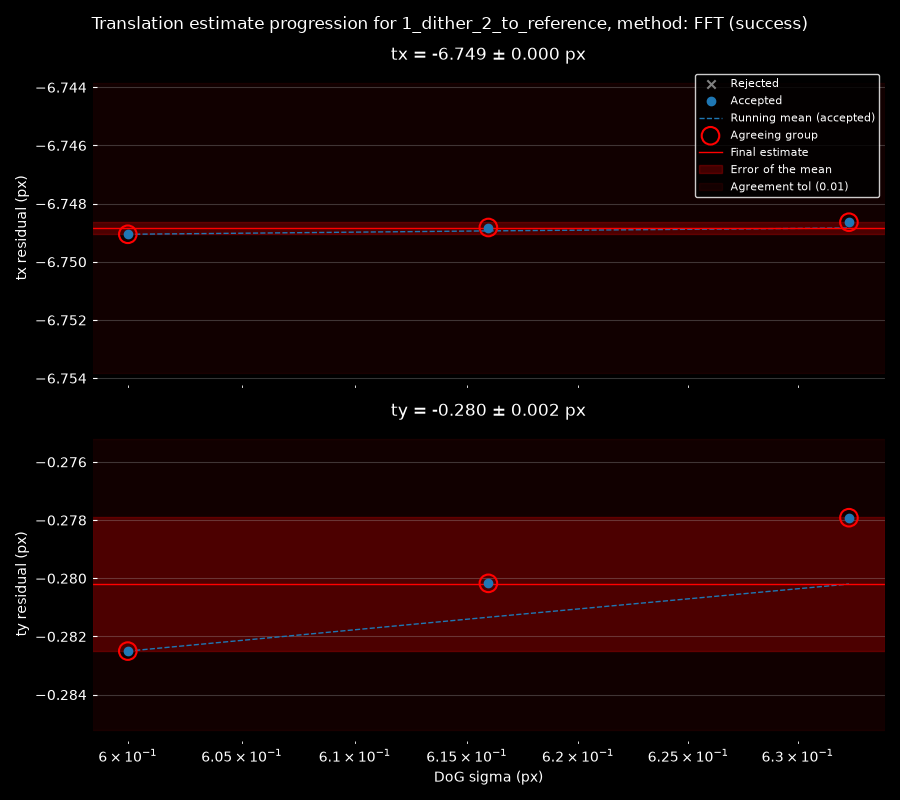 Translation estimate progression for 1_dither_2_to_reference, method: FFT (success)
tx = -6.749 ± 0.000 px
Rejected
Accepted
Running mean (accepted)
Agreeing group
Final estimate
Error of the mean
Agreement tol (0.01)
tx residual (px)
−6.744
−6.746
−6.748
−6.750
−6.752
−6.754
ty = -0.280 ± 0.002 px
ty residual (px)
−0.276
−0.278
−0.280
−0.282
−0.284
6 × 10⁻¹ 6.05 × 10⁻¹ 6.1 × 10⁻¹ 6.15 × 10⁻¹ 6.2 × 10⁻¹ 6.25 × 10⁻¹ 6.3 × 10⁻¹
DoG sigma (px)